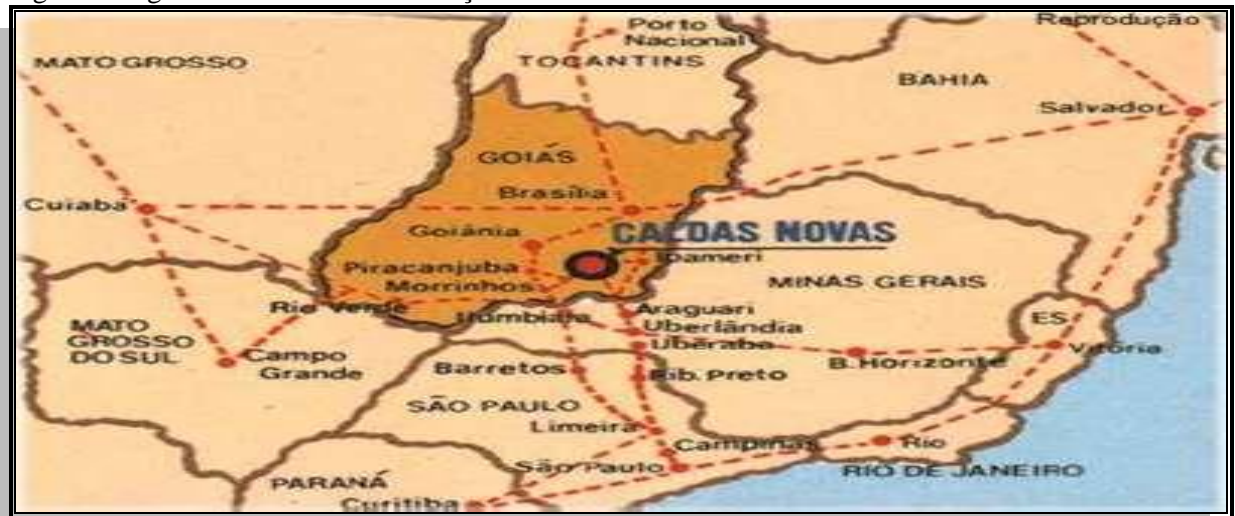 Porto
Nacional
Reprodução
MATO GROSSO
TOCANTINS
BAHIA
Salvador
GOIÁS
Brasília
Cuiaba
Goiânia
CALDAS NOVAS
Piracanjuba
Ipameri
Morrinhos
MINAS GERAIS
Rio Verde
Itumbiara
Araguari
ES
MATO
GROSSO
DO SUL
Uberlândia
Uberaba
Vitória
Campo
Grande
B. Horizonte
Barretos
Rib. Preto
SÃO PAULO
Limeira
Campinas
Rio
São Paulo
RIO DE JANEIRO
PARANÁ
Curitiba